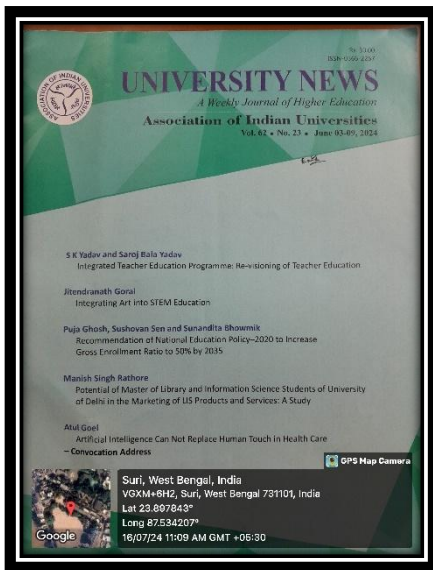 ISSN-0566-2257
ASSOCIATION OF INDIAN UNIVERSITIES
UNIVERSITY NEWS
A Weekly Journal of Higher Education
Association of Indian Universities
Vol. 62 • No. 23 • June 03-09, 2024
S K Yadav and Saroj Bala Yadav
Integrated Teacher Education Programme: Re-visioning of Teacher Education
Jitendranath Gorai
Integrating Art into STEM Education
Puja Ghosh, Sushovan Sen and Sunandita Bhowmik
Recommendation of National Education Policy–2020 to Increase
Gross Enrollment Ratio to 50% by 2035
Manish Singh Rathore
Potential of Master of Library and Information Science Students of University
of Delhi in the Marketing of LIS Products and Services: A Study
Atul Goel
Artificial Intelligence Can Not Replace Human Touch in Health Care
– Convocation Address
GPS Map Camera
Google
Suri, West Bengal, India
VGXM+6H2, Suri, West Bengal 731101, India
Lat 23.897843°
Long 87.534207°
16/07/24 11:09 AM GMT +05:30